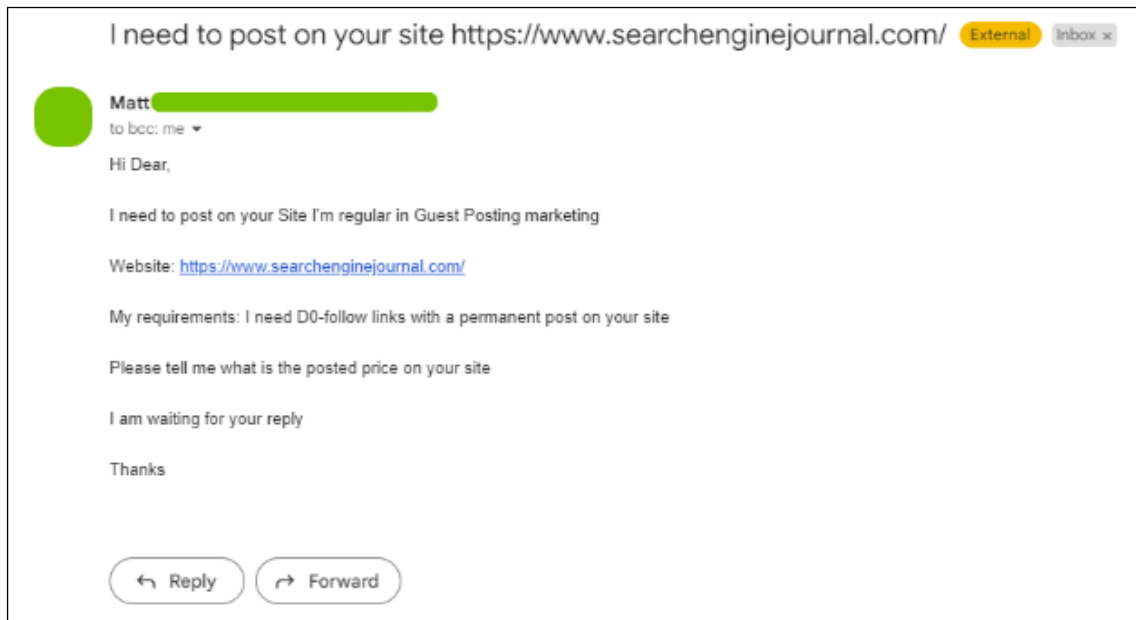 I need to post on your site https://www.searchenginejournal.com/ External Inbox x
Matt
to bcc: me
Hi Dear,
I need to post on your Site I'm regular in Guest Posting marketing
Website: https://www.searchenginejournal.com/
My requirements: I need D0-follow links with a permanent post on your site
Please tell me what is the posted price on your site
I am waiting for your reply
Thanks
Reply Forward